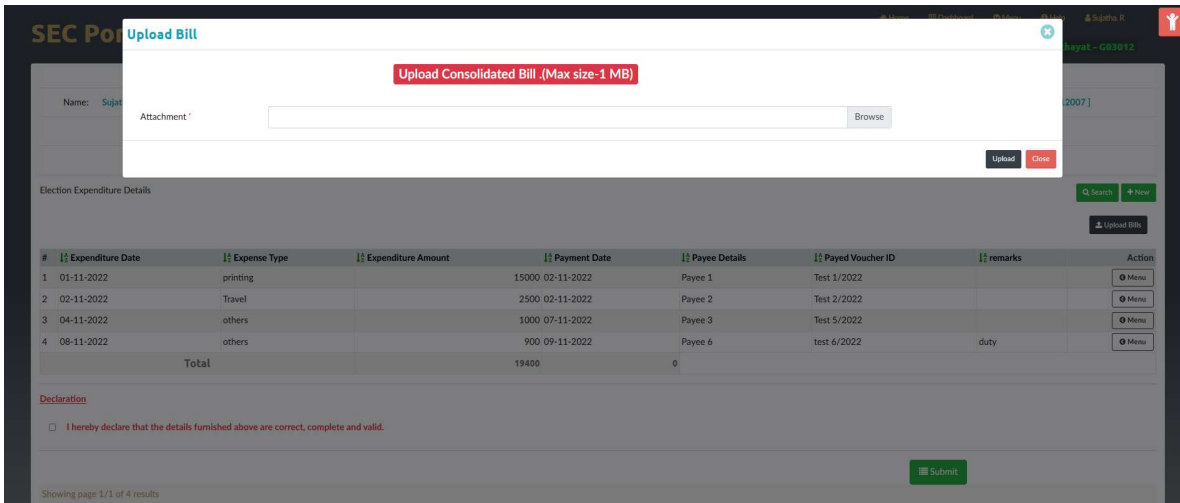 Home Dashboard Menu Help Sujatha. R
SEC Por
Upload Bill
hayat - G03012
Upload Consolidated Bill .(Max size-1 MB)
Name: Sujat
2007 ]
Attachment *
Browse
Upload Close
Election Expenditure Details
Search + New
Upload Bills
# Expenditure Date Expense Type Expenditure Amount Payment Date Payee Details Payed Voucher ID remarks Action
1 01-11-2022 printing 15000 02-11-2022 Payee 1 Test 1/2022 Menu
2 02-11-2022 Travel 2500 02-11-2022 Payee 2 Test 2/2022 Menu
3 04-11-2022 others 1000 07-11-2022 Payee 3 Test 5/2022 Menu
4 08-11-2022 others 900 09-11-2022 Payee 6 test 6/2022 duty Menu
Total 19400 0
Declaration
I hereby declare that the details furnished above are correct, complete and valid.
Submit
Showing page 1/1 of 4 results